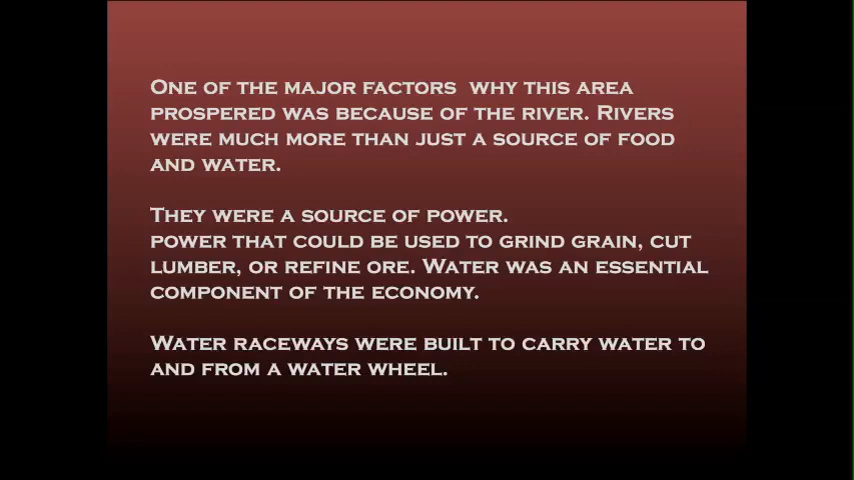 One of the major factors  why this area
prospered was because of the river. Rivers
were much more than just a source of food
and water.
They were a source of power.
power that could be used to grind grain, cut
lumber, or refine ore. Water was an essential
component of the economy.
Water raceways were built to carry water to
and from a water wheel.